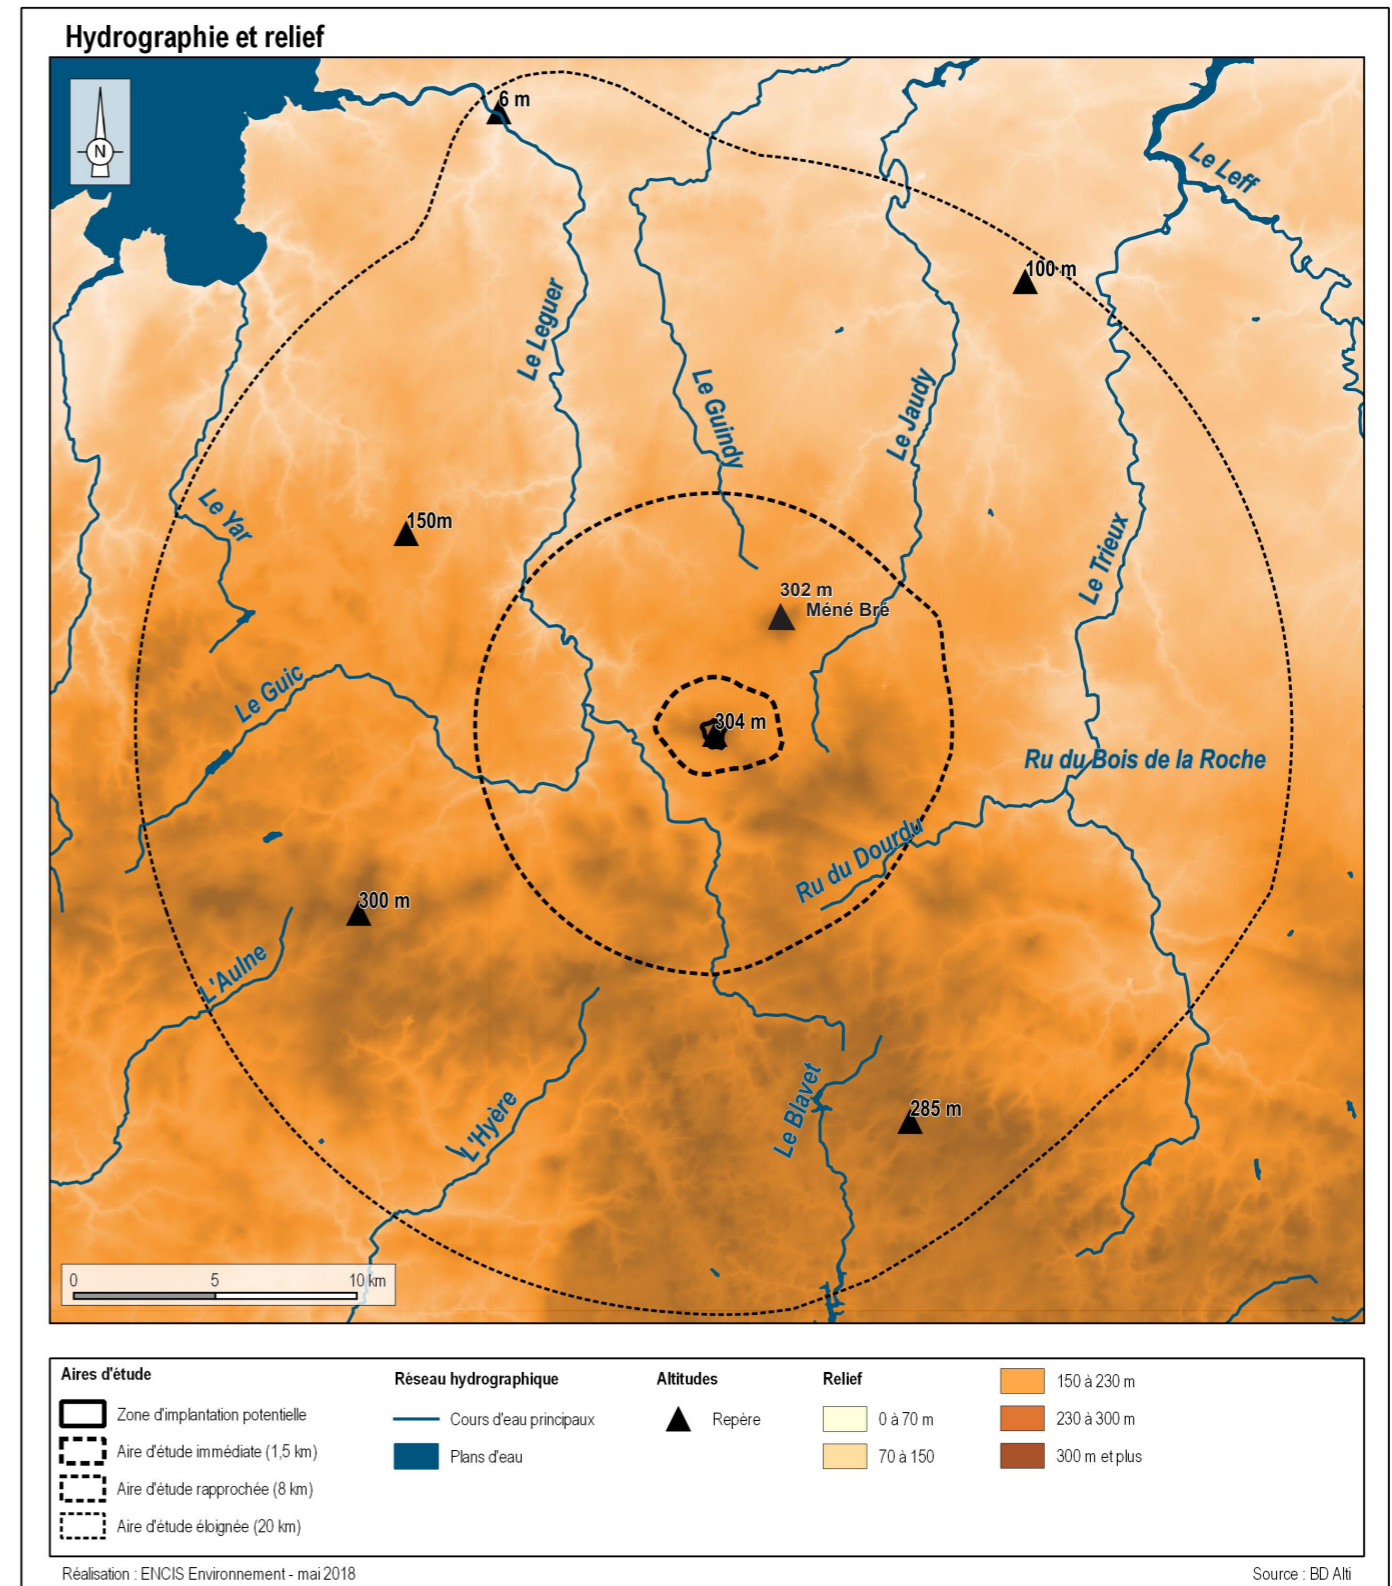 Hydrographie et relief
N
6 m
Le Leff
100 m
Le Leguer
Le Guindy
Le Jaudy
Le Yar
150m
Le Trieux
302 m
Méné Bré
Le Guic
304 m
Ru du Bois de la Roche
Ru du Dourdu
300 m
L'Aulne
L'Hyère
Le Blavet
285 m
0 5 10 km
Aires d'étude
Zone d'implantation potentielle
Aire d'étude immédiate (1,5 km)
Aire d'étude rapprochée (8 km)
Aire d'étude éloignée (20 km)
Réseau hydrographique
Cours d'eau principaux
Plans d'eau
Altitudes
Repère
Relief
0 à 70 m
70 à 150
150 à 230 m
230 à 300 m
300 m et plus
Réalisation : ENCIS Environnement - mai 2018
Source : BD Alti